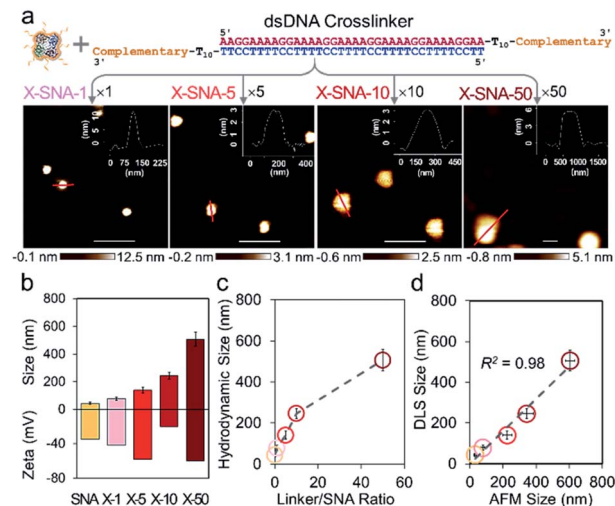 a
dsDNA Crosslinker
5'
3'
AAGGAAAAGGAAAAGGAAAAGGAAAAGGAAAAGGAA-T10-Complementary
Complementary-T10-TTCCTTTTCCTTTTCCTTTTCCTTTTCCTTTTCCTT
3'
5'
X-SNA-1 ×1
X-SNA-5 ×5
X-SNA-10 ×10
X-SNA-50 ×50
(nm)
10
5
0
0 75 150 225
(nm)
(nm)
3
2
1
0
0 200 400
(nm)
(nm)
3
2
1
0
0 150 300 450
(nm)
(nm)
6
4
2
0
0 500 1000 1500
(nm)
-0.1 nm 12.5 nm
-0.2 nm 3.1 nm
-0.6 nm 2.5 nm
-0.8 nm 5.1 nm
b
Size (nm)
800
600
400
200
0
Zeta (mV)
-40
-80
SNA X-1 X-5 X-10 X-50
c
Hydrodynamic Size (nm)
800
600
400
200
0
0 20 40 60
Linker/SNA Ratio
d
DLS Size (nm)
800
600
400
200
0
R² = 0.98
0 200 400 600 800
AFM Size (nm)